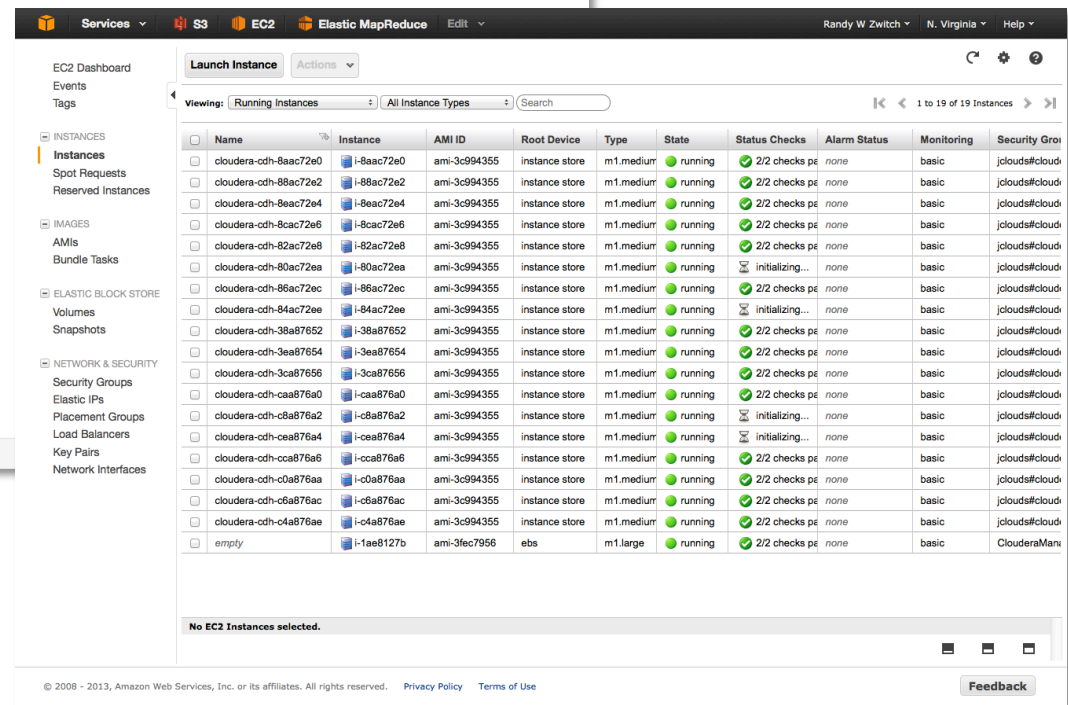 Services S3 EC2 Elastic MapReduce Edit Randy W Zwitch N. Virginia Help
EC2 Dashboard
Events
Tags
INSTANCES
Instances
Spot Requests
Reserved Instances
IMAGES
AMIs
Bundle Tasks
ELASTIC BLOCK STORE
Volumes
Snapshots
NETWORK & SECURITY
Security Groups
Elastic IPs
Placement Groups
Load Balancers
Key Pairs
Network Interfaces
Launch Instance Actions
Viewing: Running Instances All Instance Types Search 1 to 19 of 19 Instances
Name Instance AMI ID Root Device Type State Status Checks Alarm Status Monitoring Security Grou
cloudera-cdh-8aac72e0 i-8aac72e0 ami-3c994355 instance store m1.medium running 2/2 checks pa none basic jclouds#cloude
cloudera-cdh-88ac72e2 i-88ac72e2 ami-3c994355 instance store m1.medium running 2/2 checks pa none basic jclouds#cloude
cloudera-cdh-8eac72e4 i-8eac72e4 ami-3c994355 instance store m1.medium running 2/2 checks pa none basic jclouds#cloude
cloudera-cdh-8cac72e6 i-8cac72e6 ami-3c994355 instance store m1.medium running 2/2 checks pa none basic jclouds#cloude
cloudera-cdh-82ac72e8 i-82ac72e8 ami-3c994355 instance store m1.medium running 2/2 checks pa none basic jclouds#cloude
cloudera-cdh-80ac72ea i-80ac72ea ami-3c994355 instance store m1.medium running initializing... none basic jclouds#cloude
cloudera-cdh-86ac72ec i-86ac72ec ami-3c994355 instance store m1.medium running 2/2 checks pa none basic jclouds#cloude
cloudera-cdh-84ac72ee i-84ac72ee ami-3c994355 instance store m1.medium running initializing... none basic jclouds#cloude
cloudera-cdh-38a87652 i-38a87652 ami-3c994355 instance store m1.medium running 2/2 checks pa none basic jclouds#cloude
cloudera-cdh-3ea87654 i-3ea87654 ami-3c994355 instance store m1.medium running 2/2 checks pa none basic jclouds#cloude
cloudera-cdh-3ca87656 i-3ca87656 ami-3c994355 instance store m1.medium running 2/2 checks pa none basic jclouds#cloude
cloudera-cdh-caa876a0 i-caa876a0 ami-3c994355 instance store m1.medium running 2/2 checks pa none basic jclouds#cloude
cloudera-cdh-c8a876a2 i-c8a876a2 ami-3c994355 instance store m1.medium running initializing... none basic jclouds#cloude
cloudera-cdh-cea876a4 i-cea876a4 ami-3c994355 instance store m1.medium running initializing... none basic jclouds#cloude
cloudera-cdh-cca876a6 i-cca876a6 ami-3c994355 instance store m1.medium running 2/2 checks pa none basic jclouds#cloude
cloudera-cdh-c0a876aa i-c0a876aa ami-3c994355 instance store m1.medium running 2/2 checks pa none basic jclouds#cloude
cloudera-cdh-c6a876ac i-c6a876ac ami-3c994355 instance store m1.medium running 2/2 checks pa none basic jclouds#cloude
cloudera-cdh-c4a876ae i-c4a876ae ami-3c994355 instance store m1.medium running 2/2 checks pa none basic jclouds#cloude
empty i-1ae8127b ami-3fec7956 ebs m1.large running 2/2 checks pa none basic ClouderaMana
No EC2 Instances selected.
© 2008 - 2013, Amazon Web Services, Inc. or its affiliates. All rights reserved. Privacy Policy Terms of Use Feedback